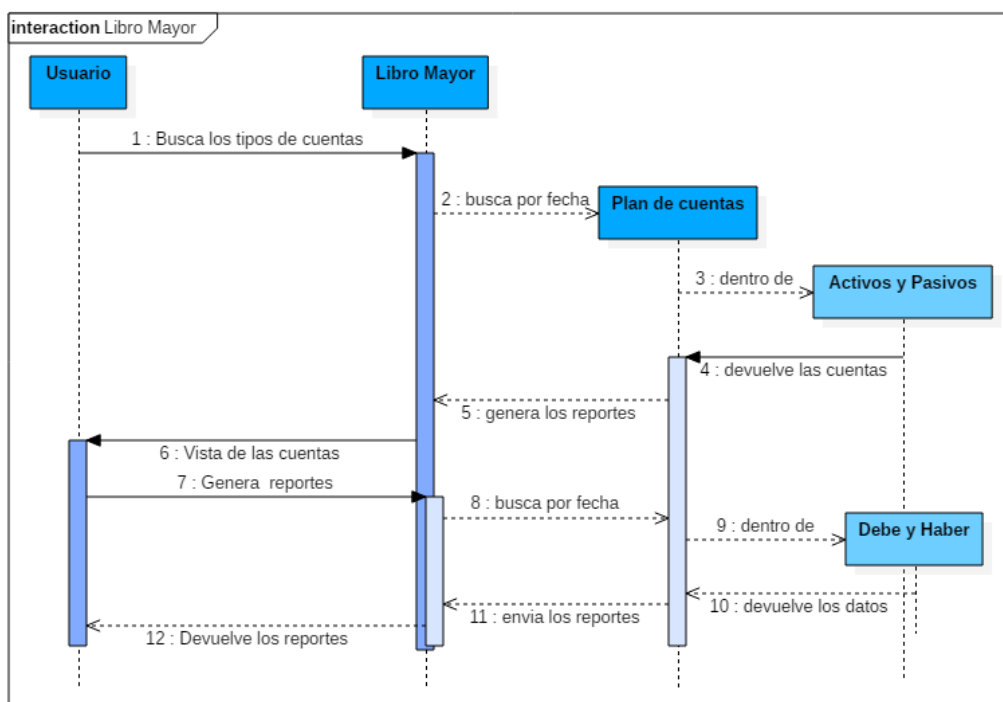 interaction Libro Mayor
Usuario
Libro Mayor
1 : Busca los tipos de cuentas
2 : busca por fecha
Plan de cuentas
3 : dentro de
Activos y Pasivos
4 : devuelve las cuentas
5 : genera los reportes
6 : Vista de las cuentas
7 : Genera  reportes
8 : busca por fecha
9 : dentro de
Debe y Haber
10 : devuelve los datos
11 : envia los reportes
12 : Devuelve los reportes